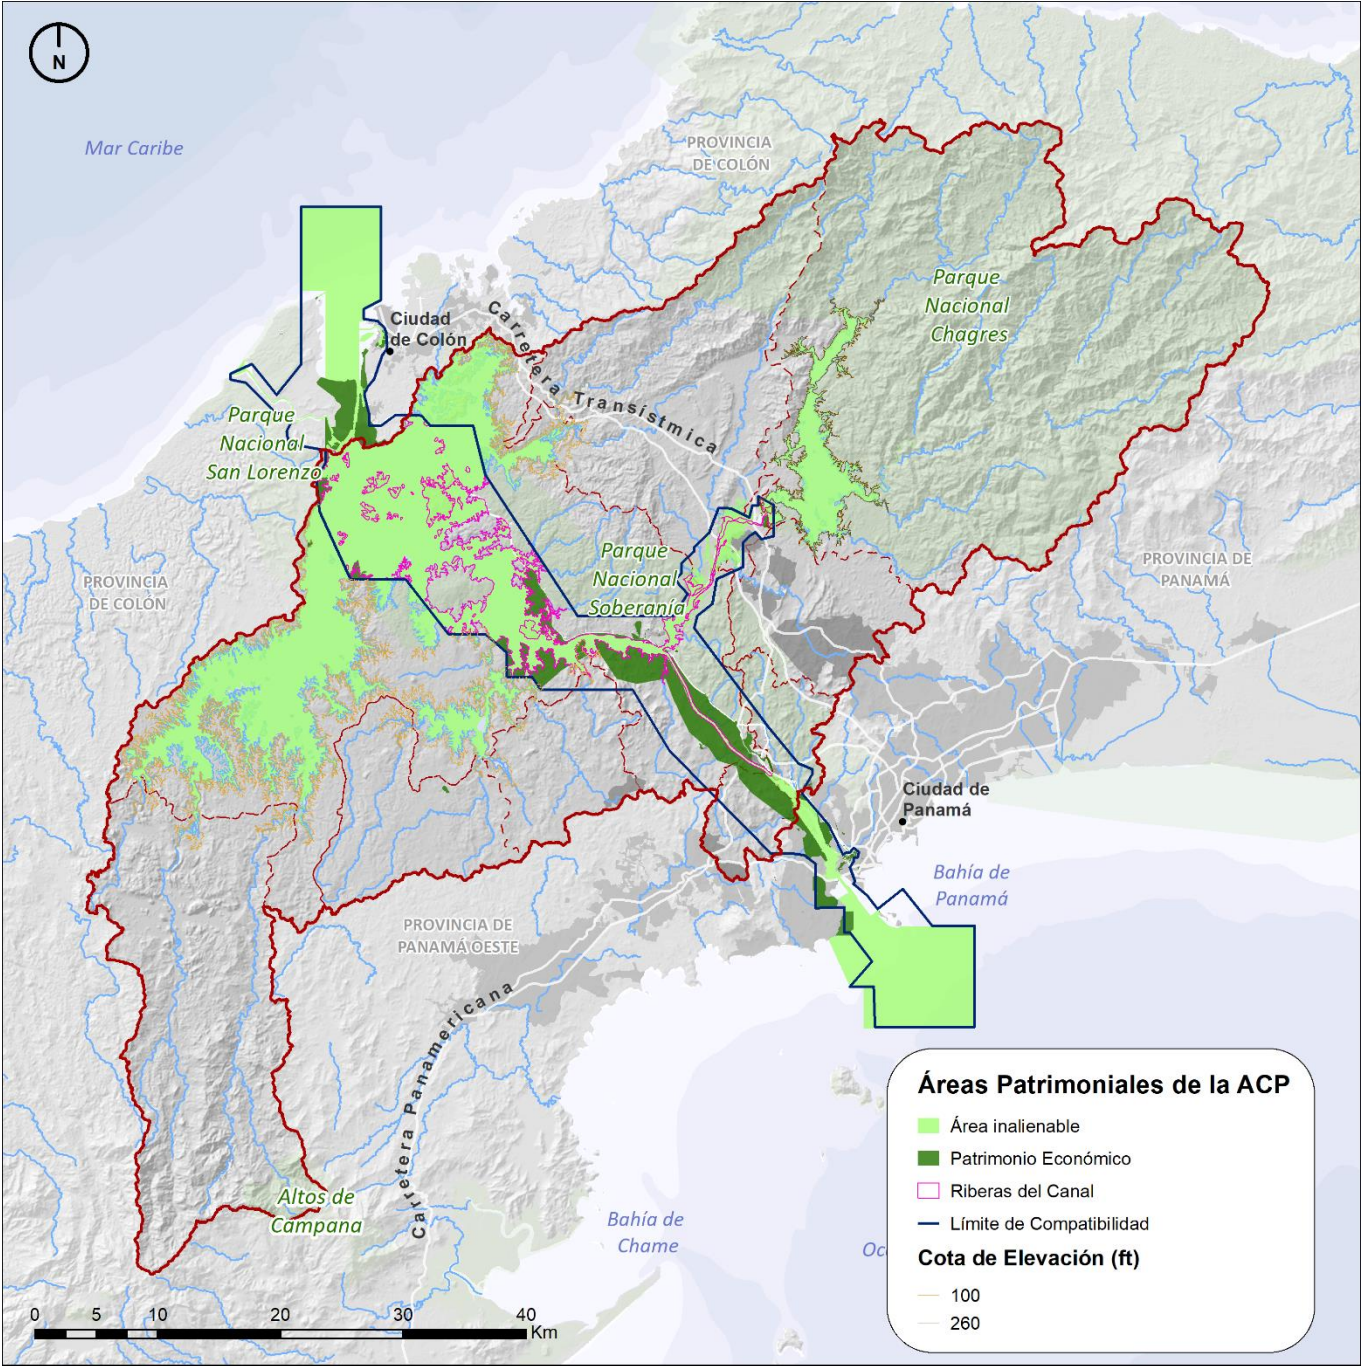 N
Mar Caribe
PROVINCIA
DE COLÓN
Parque
Nacional
Chagres
Ciudad
de Colón
Carretera Transístmica
Parque
Nacional
San Lorenzo
Parque
Nacional
Soberanía
PROVINCIA
DE COLÓN
PROVINCIA DE
PANAMÁ
Ciudad de
Panamá
Bahía de
Panamá
PROVINCIA DE
PANAMÁ OESTE
Carretera Panamericana
Altos de
Campana
Bahía de
Chame
Oc
Áreas Patrimoniales de la ACP
Área inalienable
Patrimonio Económico
Riberas del Canal
Límite de Compatibilidad
Cota de Elevación (ft)
100
260
0 5 10 20 30 40
Km